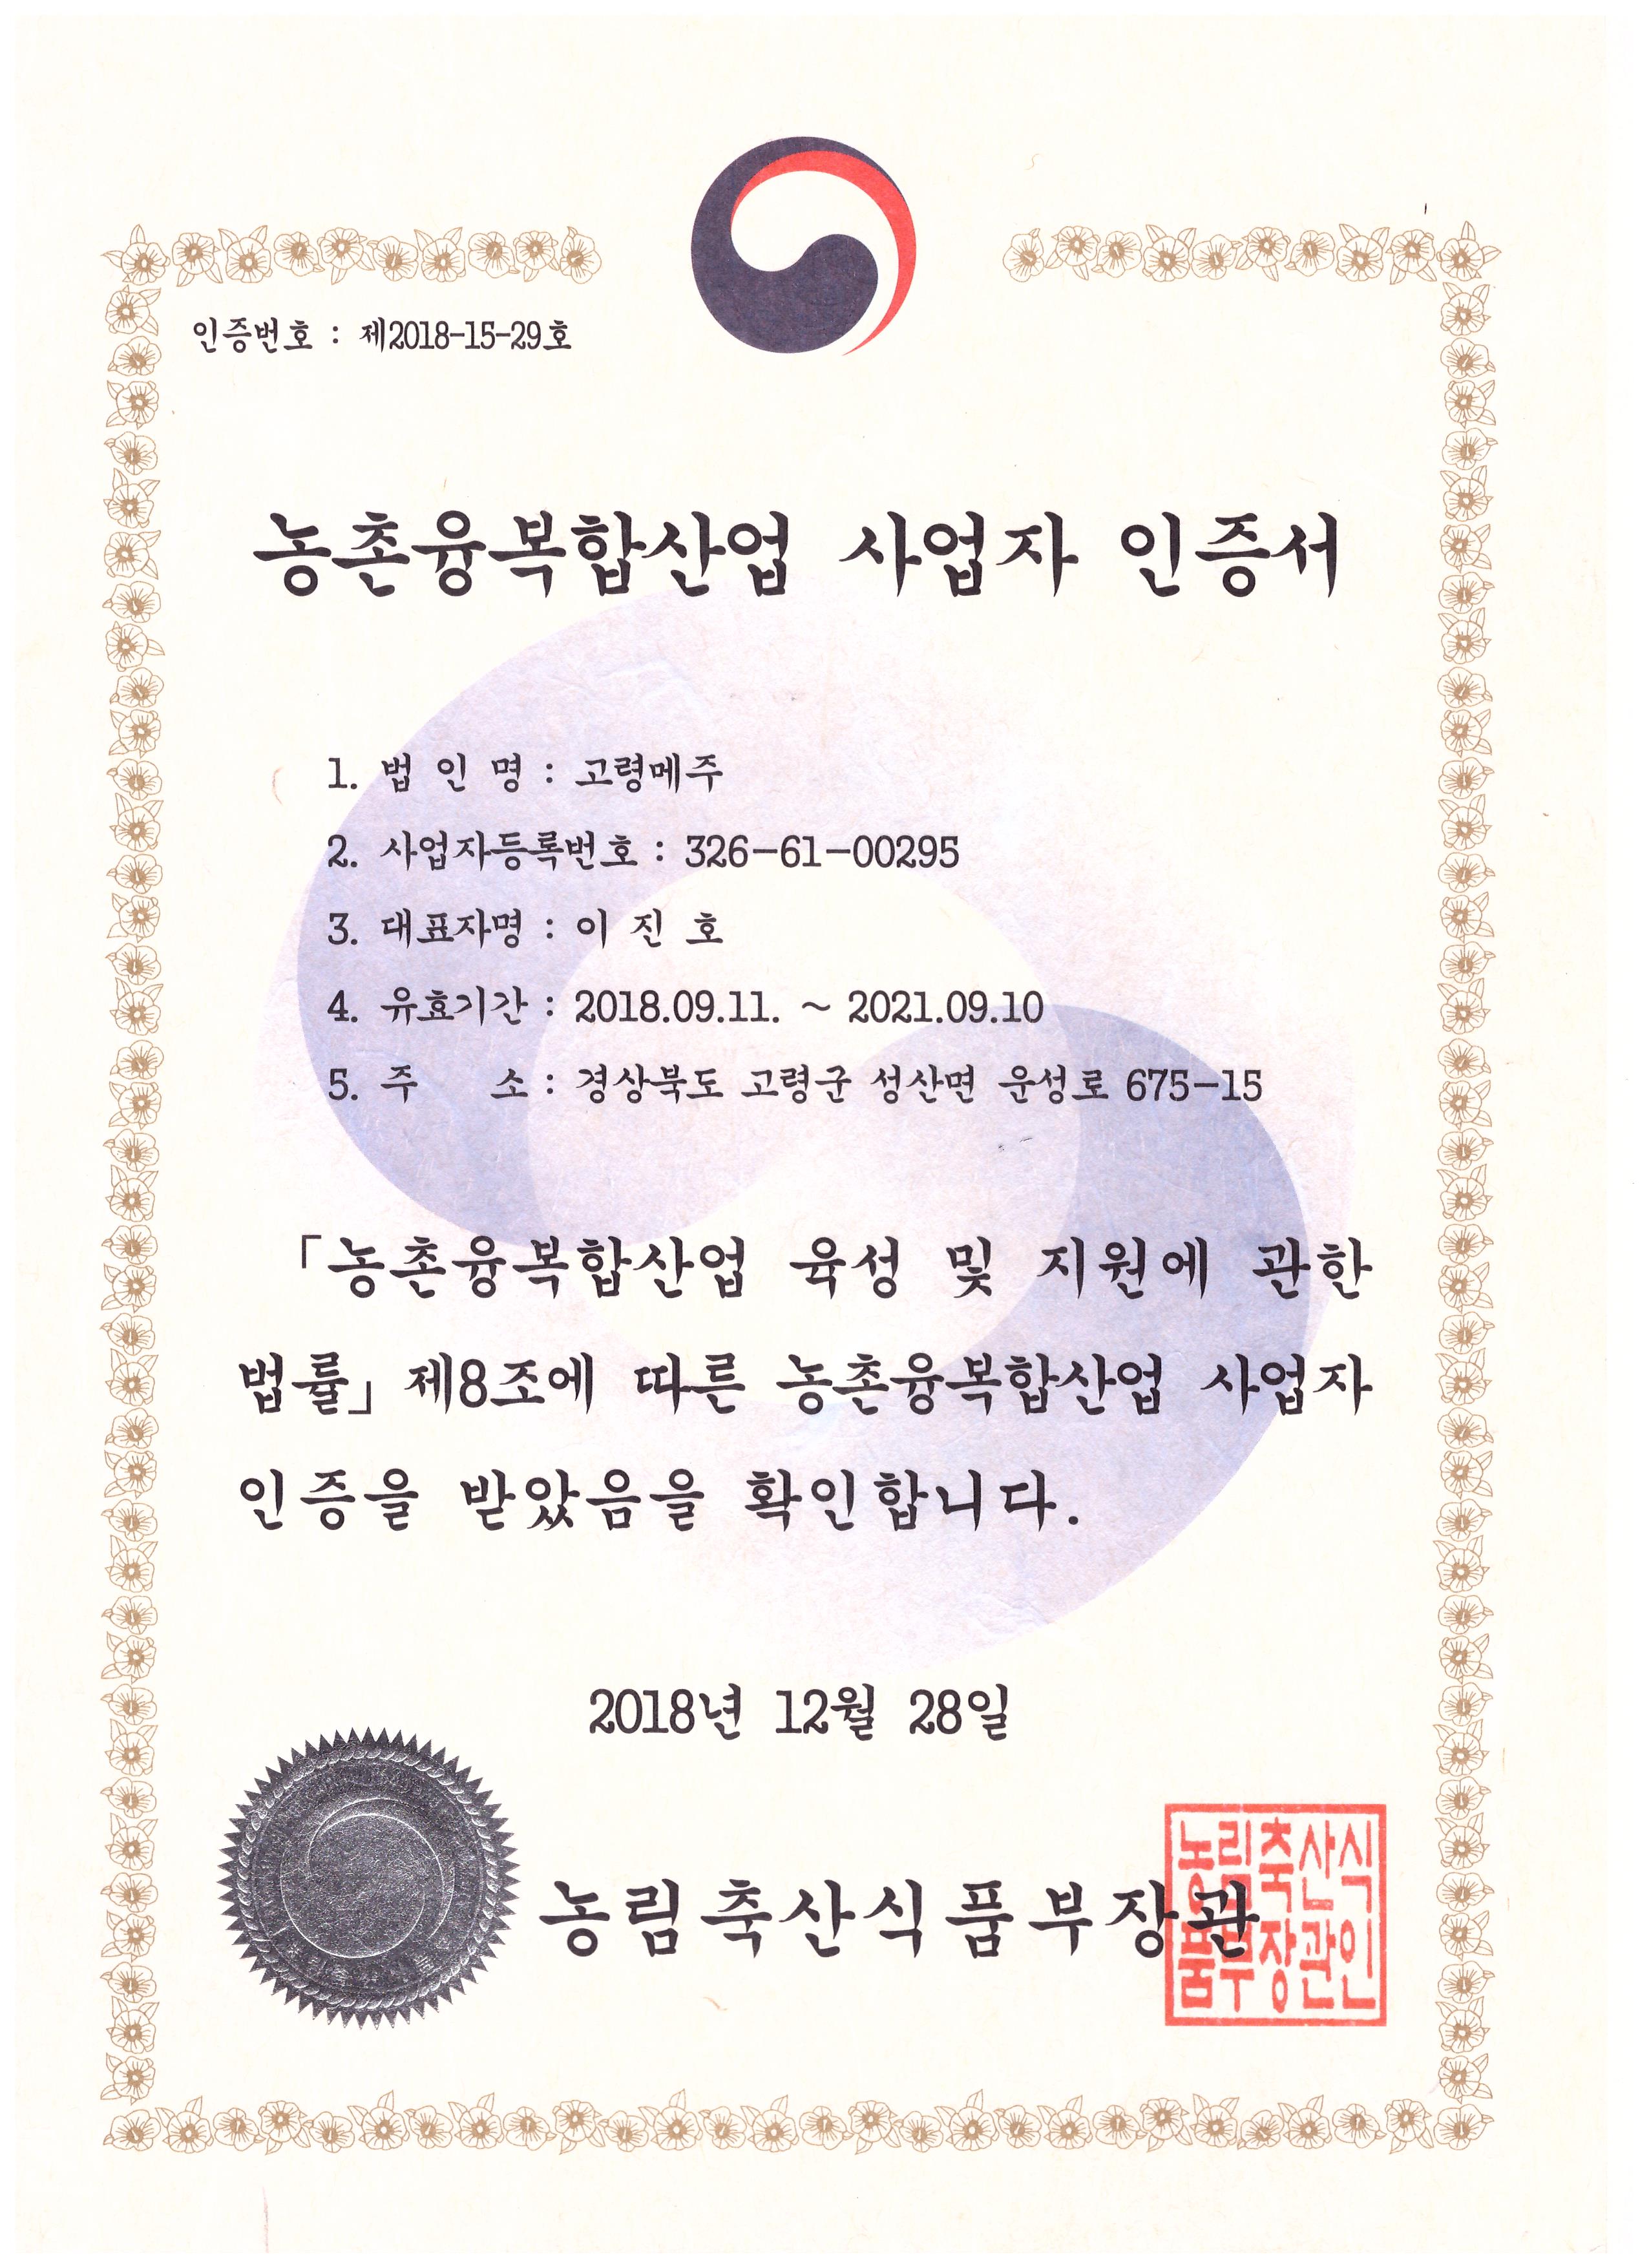 인증번호 : 제2018-15-29호
농촌융복합산업 사업자 인증서
1. 법 인 명 : 고령메주
2. 사업자등록번호 : 326-61-00295
3. 대표자명 : 이 진 호
4. 유효기간 : 2018.09.11. ~ 2021.09.10
5. 주 소 : 경상북도 고령군 성산면 운성로 675-15
「농촌융복합산업 육성 및 지원에 관한
법률」 제8조에 따른 농촌융복합산업 사업자
인증을 받았음을 확인합니다.
2018년 12월 28일
농림축산식품부장관
농림축산식
품부장관인